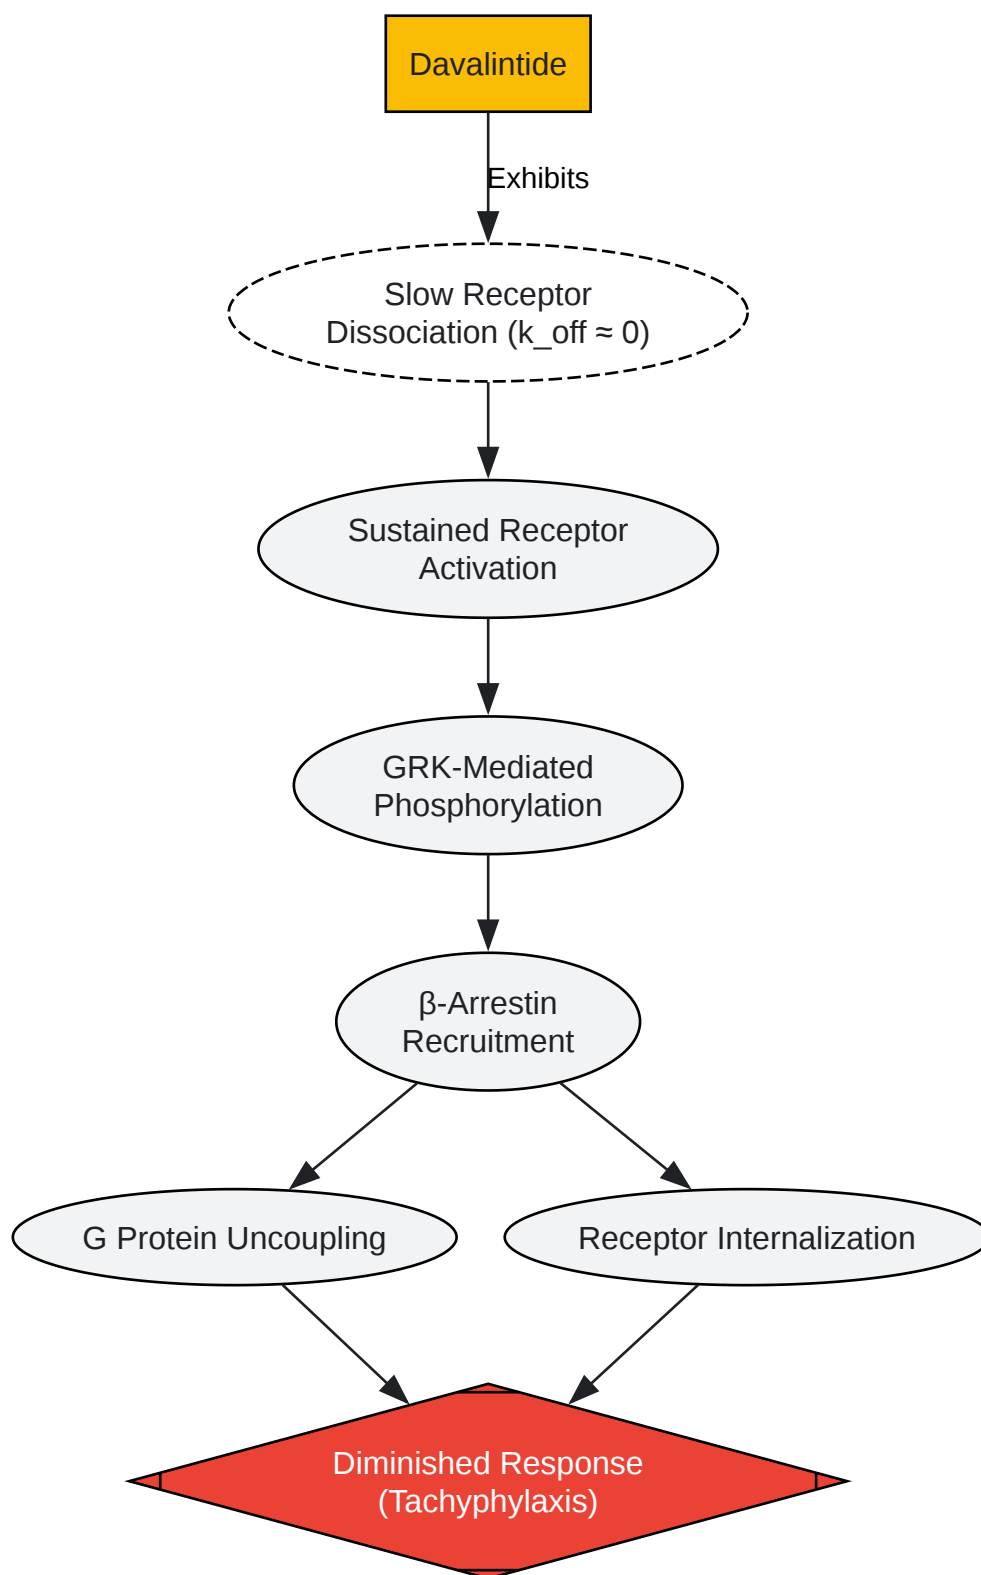 Davalintide
Exhibits
Slow Receptor
Dissociation (k_off ≈ 0)
Sustained Receptor
Activation
GRK-Mediated
Phosphorylation
β-Arrestin
Recruitment
G Protein Uncoupling
Receptor Internalization
Diminished Response
(Tachyphylaxis)